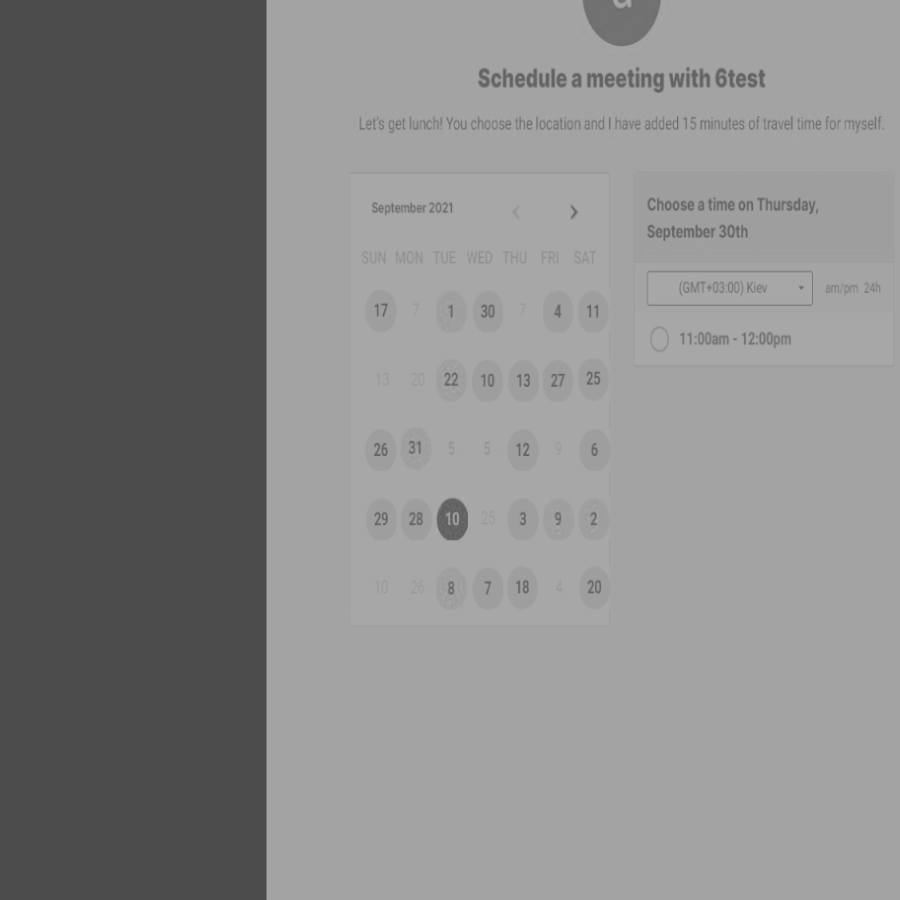 Schedule a meeting with 6test
Let's get lunch! You choose the location and I have added 15 minutes of travel time for myself.
September 2021
SUN MON TUE WED THU FRI SAT
17 7 1 30 7 4 11
13 20 22 10 13 27 25
26 31 5 5 12 9 6
29 28 10 25 3 9 2
10 26 8 7 18 4 20
Choose a time on Thursday,
September 30th
(GMT+03:00) Kiev am/pm 24h
11:00am - 12:00pm